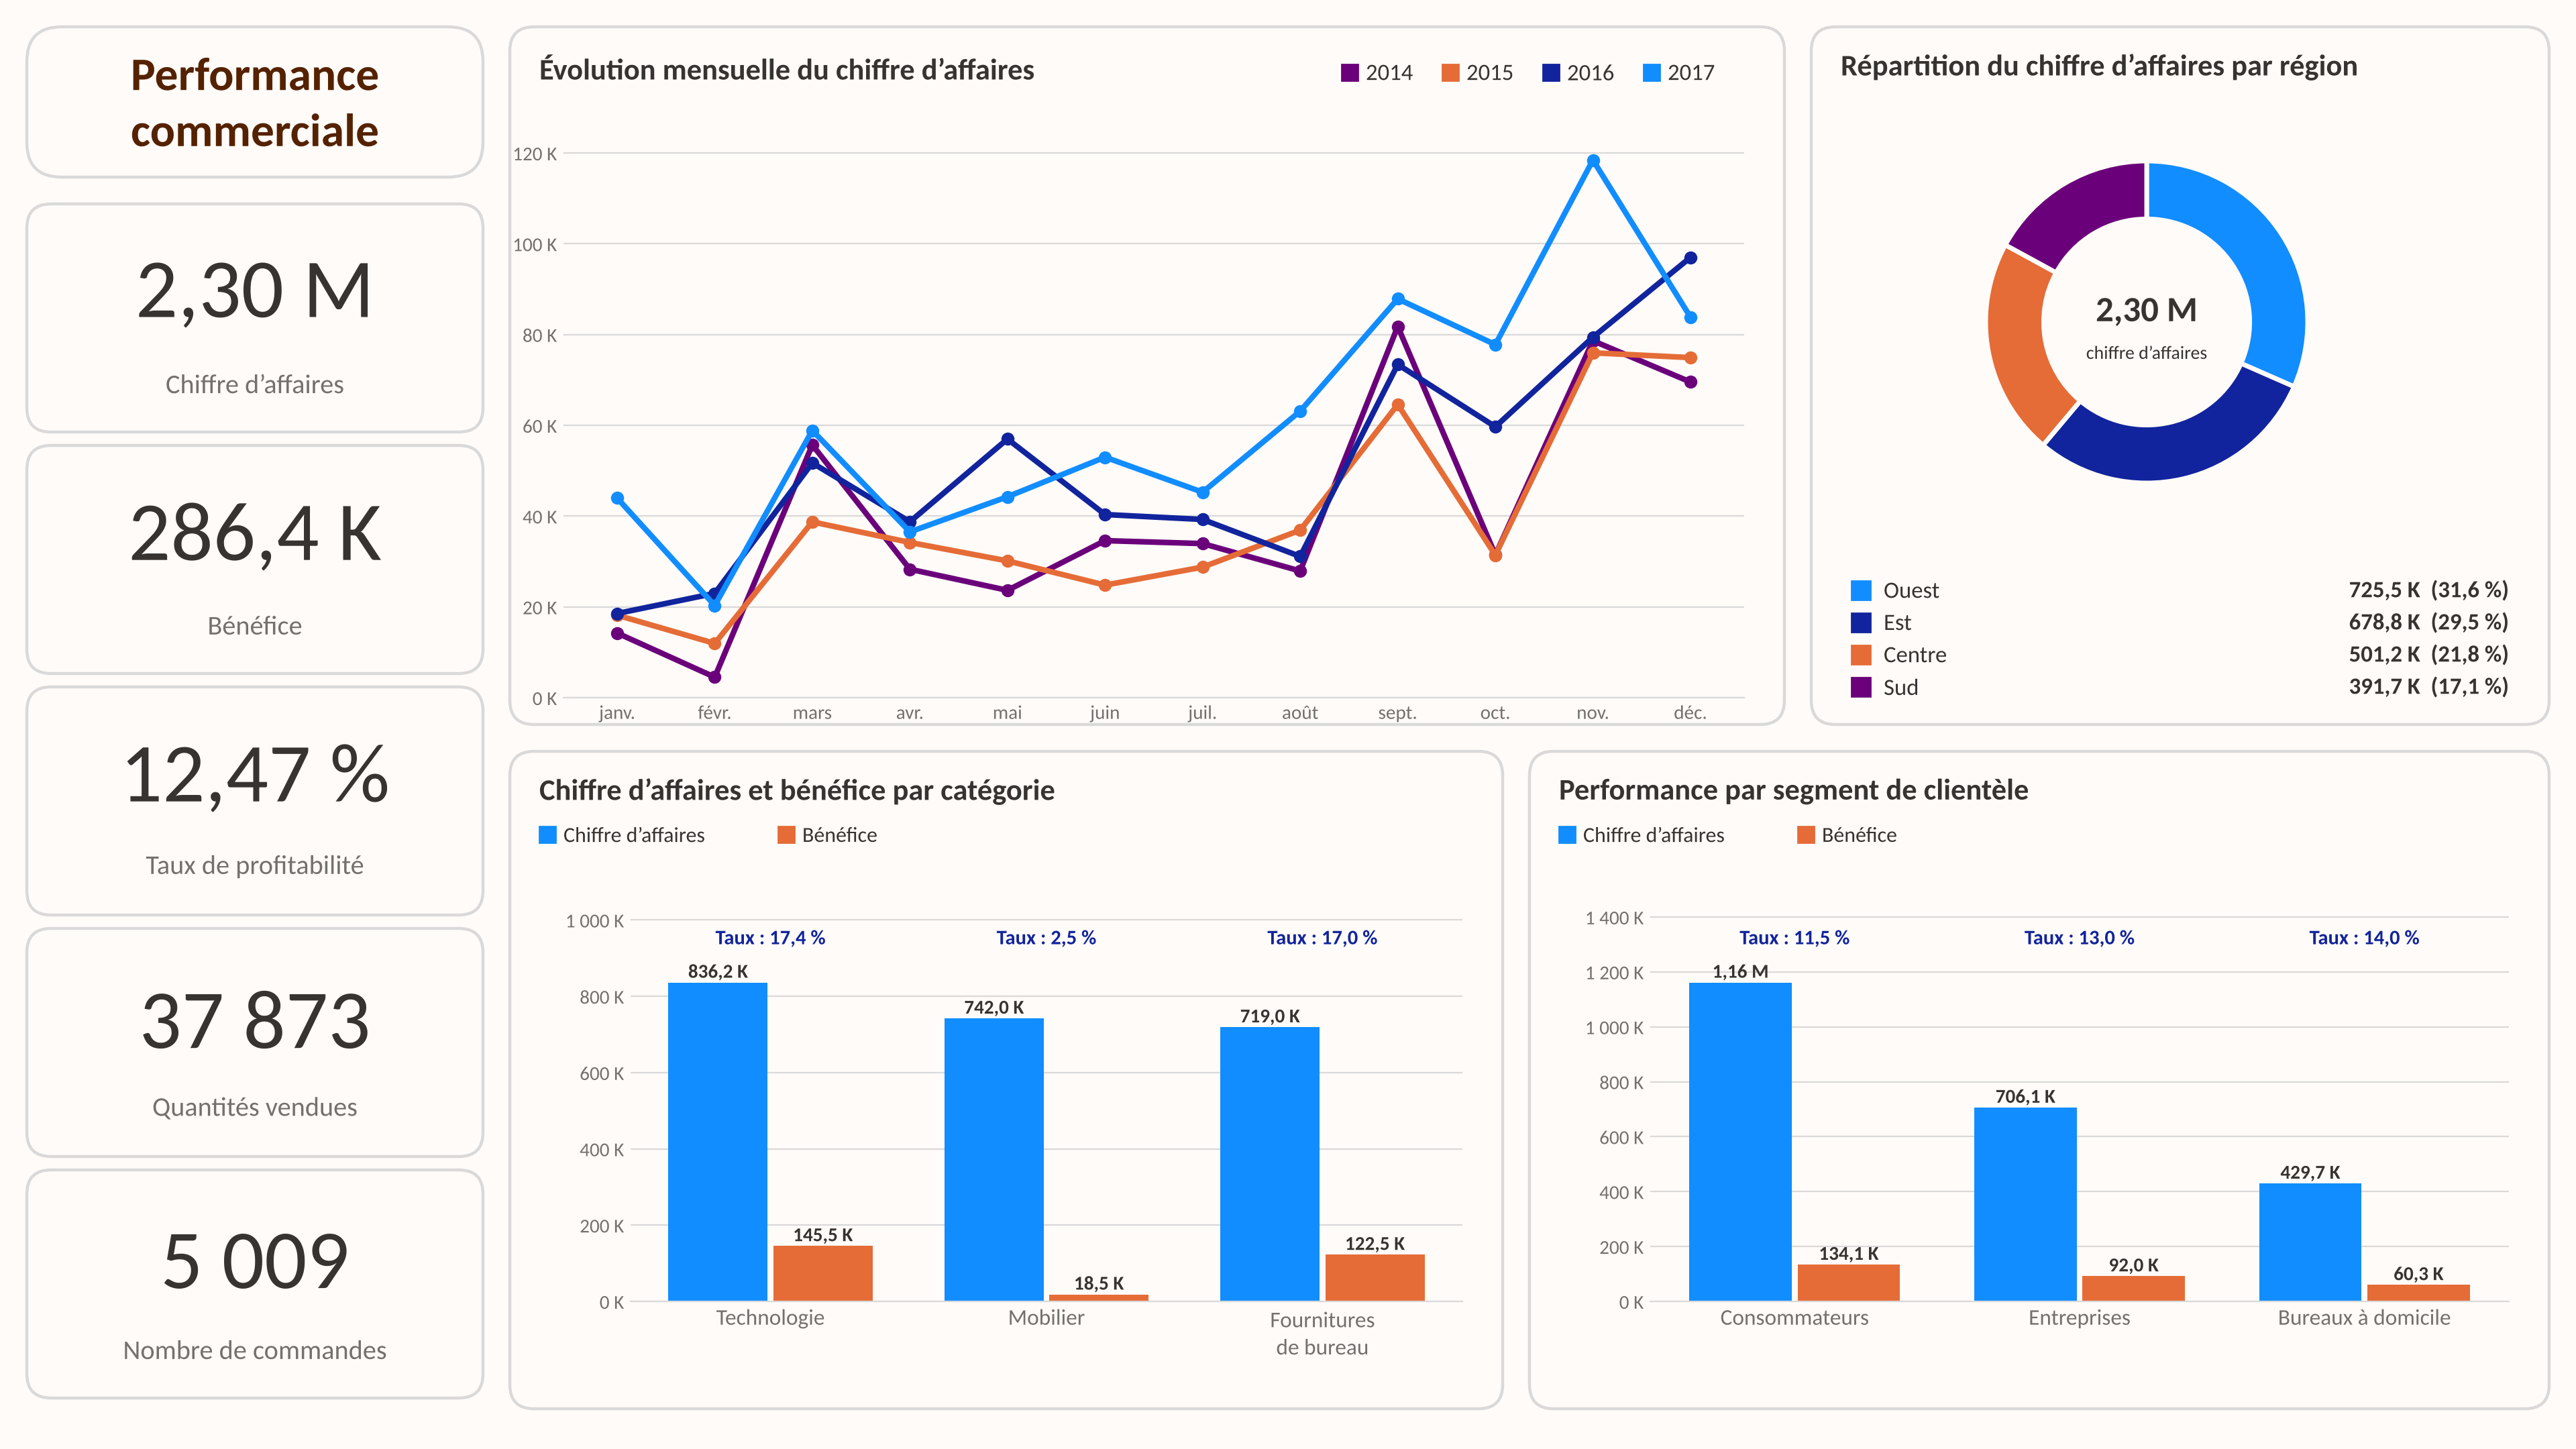 Performance
commerciale
2,30 M
Chiffre d’affaires
286,4 K
Bénéfice
12,47 %
Taux de profitabilité
37 873
Quantités vendues
5 009
Nombre de commandes
Évolution mensuelle du chiffre d’affaires
2014 2015 2016 2017
120 K
100 K
80 K
60 K
40 K
20 K
0 K
janv. févr. mars avr. mai juin juil. août sept. oct. nov. déc.
Répartition du chiffre d’affaires par région
2,30 M
chiffre d’affaires
Ouest 725,5 K (31,6 %)
Est 678,8 K (29,5 %)
Centre 501,2 K (21,8 %)
Sud 391,7 K (17,1 %)
Chiffre d’affaires et bénéfice par catégorie
Chiffre d’affaires Bénéfice
1 000 K
800 K
600 K
400 K
200 K
0 K
Taux : 17,4 % Taux : 2,5 % Taux : 17,0 %
836,2 K
742,0 K
719,0 K
145,5 K
18,5 K
122,5 K
Technologie Mobilier Fournitures
de bureau
Performance par segment de clientèle
Chiffre d’affaires Bénéfice
1 400 K
1 200 K
1 000 K
800 K
600 K
400 K
200 K
0 K
Taux : 11,5 % Taux : 13,0 % Taux : 14,0 %
1,16 M
706,1 K
429,7 K
134,1 K
92,0 K
60,3 K
Consommateurs Entreprises Bureaux à domicile